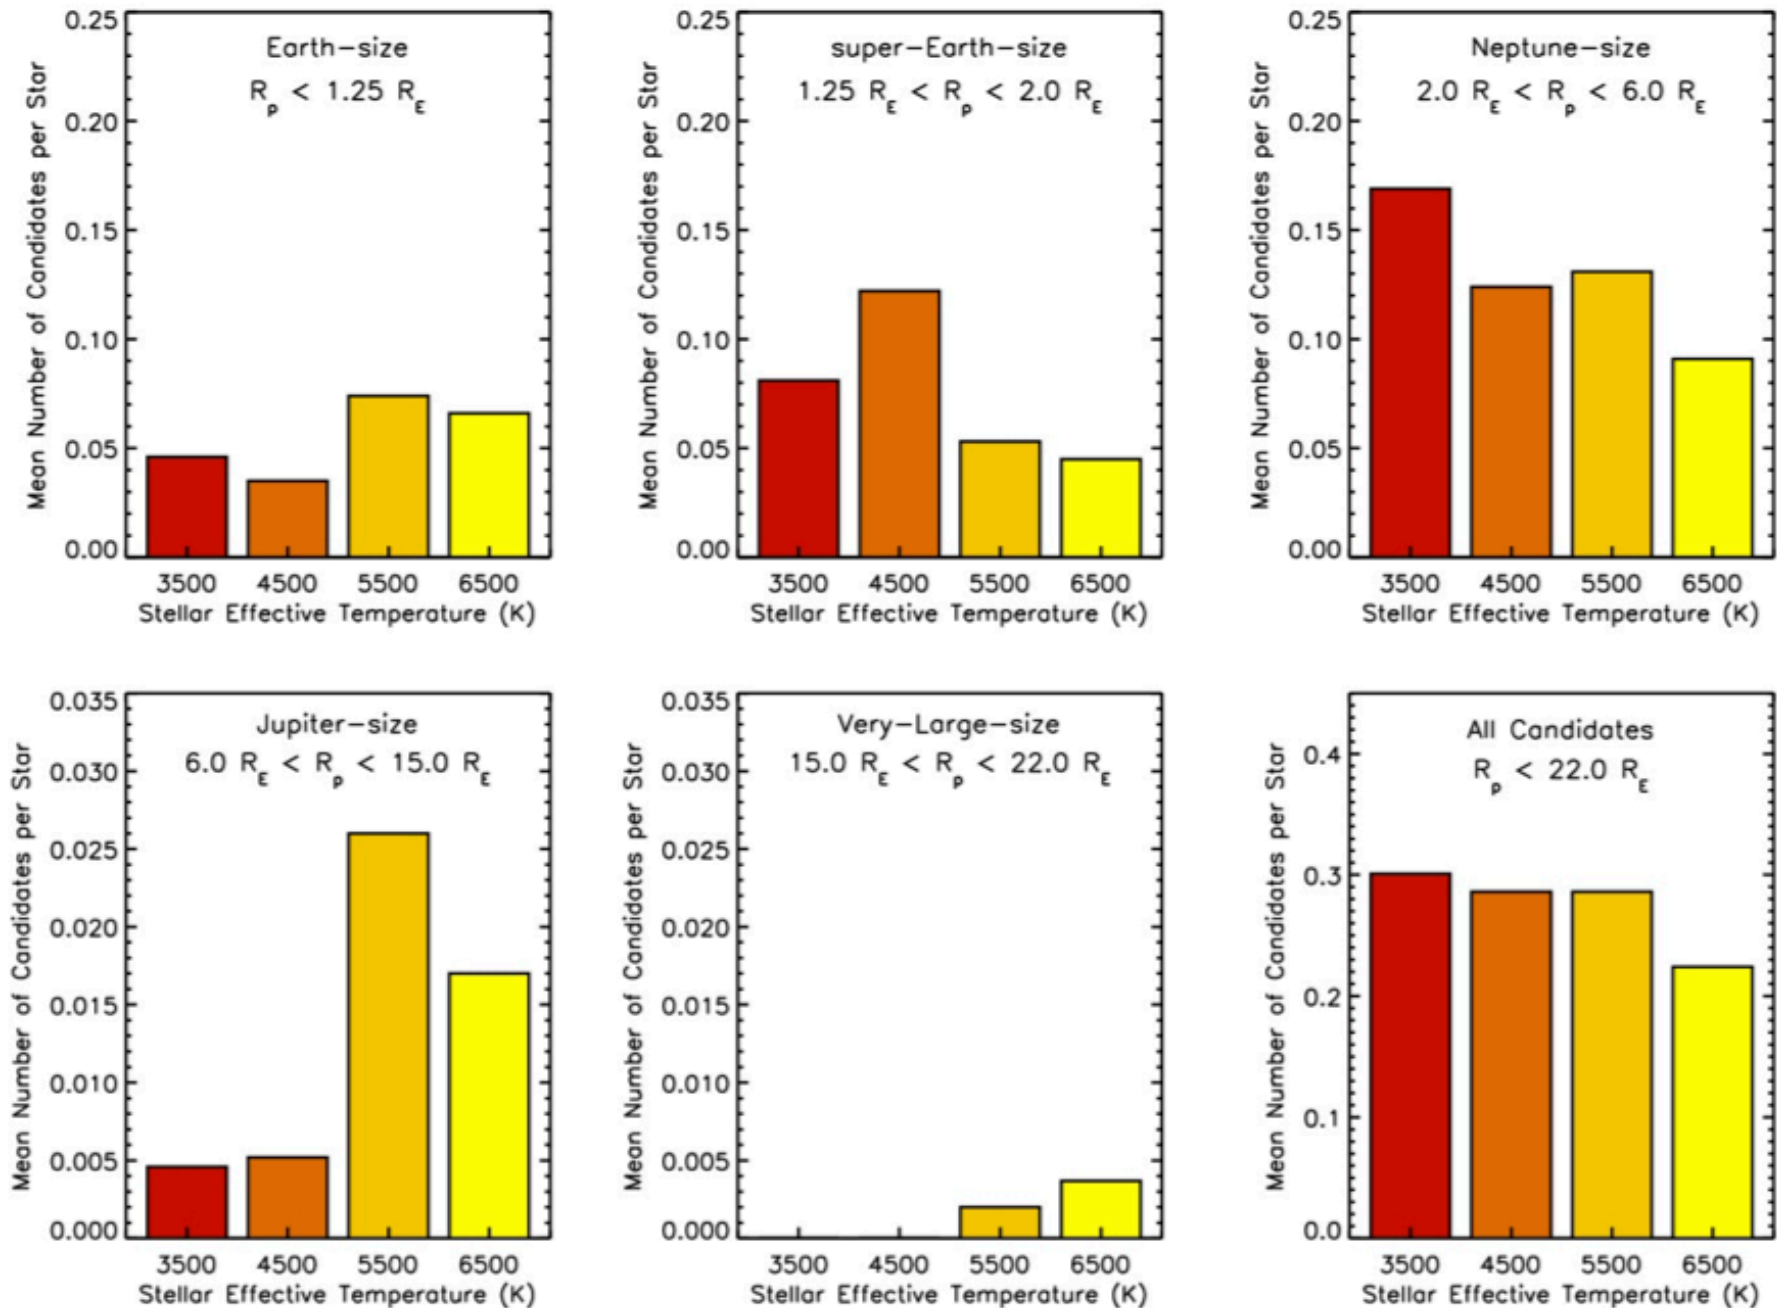 Earth-size
R_p < 1.25 R_E
Mean Number of Candidates per Star
0.25
0.20
0.15
0.10
0.05
0.00
3500 4500 5500 6500
Stellar Effective Temperature (K)
super-Earth-size
1.25 R_E < R_p < 2.0 R_E
Mean Number of Candidates per Star
0.25
0.20
0.15
0.10
0.05
0.00
3500 4500 5500 6500
Stellar Effective Temperature (K)
Neptune-size
2.0 R_E < R_p < 6.0 R_E
Mean Number of Candidates per Star
0.25
0.20
0.15
0.10
0.05
0.00
3500 4500 5500 6500
Stellar Effective Temperature (K)
Jupiter-size
6.0 R_E < R_p < 15.0 R_E
Mean Number of Candidates per Star
0.035
0.030
0.025
0.020
0.015
0.010
0.005
0.000
3500 4500 5500 6500
Stellar Effective Temperature (K)
Very-Large-size
15.0 R_E < R_p < 22.0 R_E
Mean Number of Candidates per Star
0.035
0.030
0.025
0.020
0.015
0.010
0.005
0.000
3500 4500 5500 6500
Stellar Effective Temperature (K)
All Candidates
R_p < 22.0 R_E
Mean Number of Candidates per Star
0.4
0.3
0.2
0.1
0.0
3500 4500 5500 6500
Stellar Effective Temperature (K)